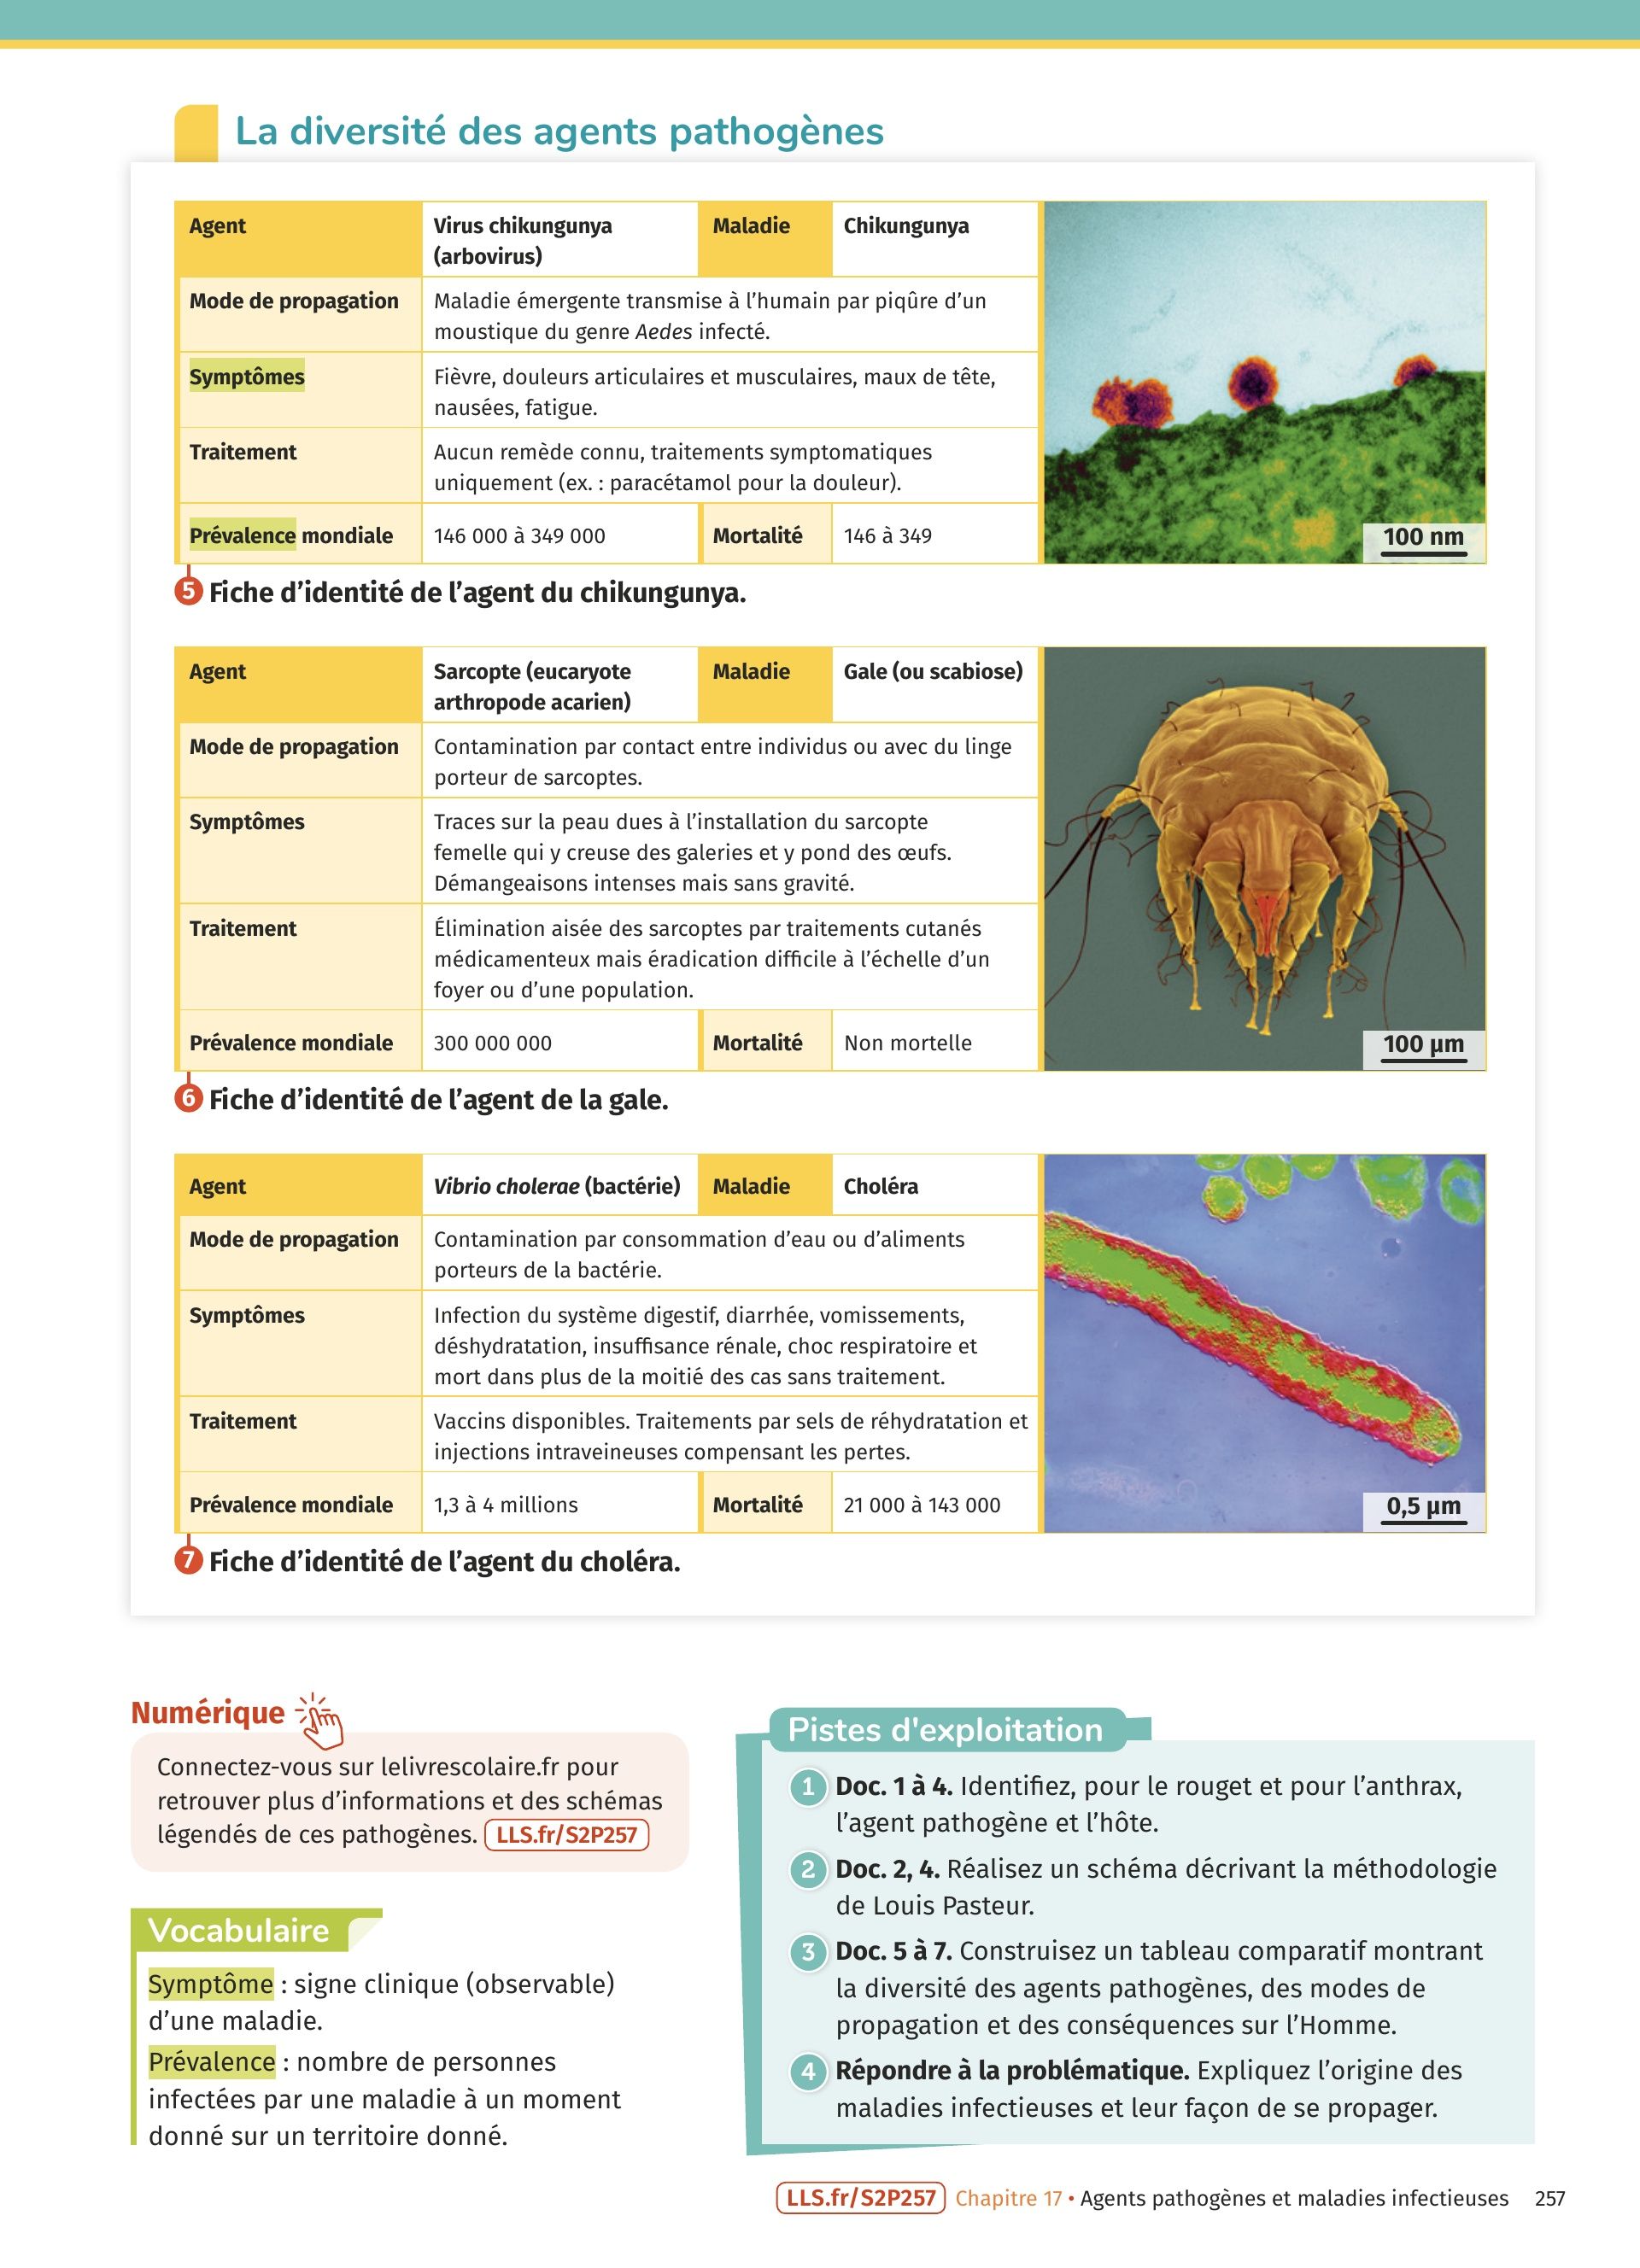 La diversité des agents pathogènes
Agent
Virus chikungunya
(arbovirus)
Maladie
Chikungunya
Mode de propagation
Maladie émergente transmise à l’humain par piqûre d’un
moustique du genre Aedes infecté.
Symptômes
Fièvre, douleurs articulaires et musculaires, maux de tête,
nausées, fatigue.
Traitement
Aucun remède connu, traitements symptomatiques
uniquement (ex. : paracétamol pour la douleur).
Prévalence mondiale
146 000 à 349 000
Mortalité
146 à 349
100 nm
5 Fiche d’identité de l’agent du chikungunya.
Agent
Sarcopte (eucaryote
arthropode acarien)
Maladie
Gale (ou scabiose)
Mode de propagation
Contamination par contact entre individus ou avec du linge
porteur de sarcoptes.
Symptômes
Traces sur la peau dues à l’installation du sarcopte
femelle qui y creuse des galeries et y pond des œufs.
Démangeaisons intenses mais sans gravité.
Traitement
Élimination aisée des sarcoptes par traitements cutanés
médicamenteux mais éradication difficile à l’échelle d’un
foyer ou d’une population.
Prévalence mondiale
300 000 000
Mortalité
Non mortelle
100 µm
6 Fiche d’identité de l’agent de la gale.
Agent
Vibrio cholerae (bactérie)
Maladie
Choléra
Mode de propagation
Contamination par consommation d’eau ou d’aliments
porteurs de la bactérie.
Symptômes
Infection du système digestif, diarrhée, vomissements,
déshydratation, insuffisance rénale, choc respiratoire et
mort dans plus de la moitié des cas sans traitement.
Traitement
Vaccins disponibles. Traitements par sels de réhydratation et
injections intraveineuses compensant les pertes.
Prévalence mondiale
1,3 à 4 millions
Mortalité
21 000 à 143 000
0,5 µm
7 Fiche d’identité de l’agent du choléra.
Numérique
Connectez-vous sur lelivrescolaire.fr pour
retrouver plus d’informations et des schémas
légendés de ces pathogènes. LLS.fr/S2P257
Vocabulaire
Symptôme : signe clinique (observable)
d’une maladie.
Prévalence : nombre de personnes
infectées par une maladie à un moment
donné sur un territoire donné.
Pistes d'exploitation
1 Doc. 1 à 4. Identifiez, pour le rouget et pour l’anthrax,
l’agent pathogène et l’hôte.
2 Doc. 2, 4. Réalisez un schéma décrivant la méthodologie
de Louis Pasteur.
3 Doc. 5 à 7. Construisez un tableau comparatif montrant
la diversité des agents pathogènes, des modes de
propagation et des conséquences sur l’Homme.
4 Répondre à la problématique. Expliquez l’origine des
maladies infectieuses et leur façon de se propager.
LLS.fr/S2P257 Chapitre 17 • Agents pathogènes et maladies infectieuses 257